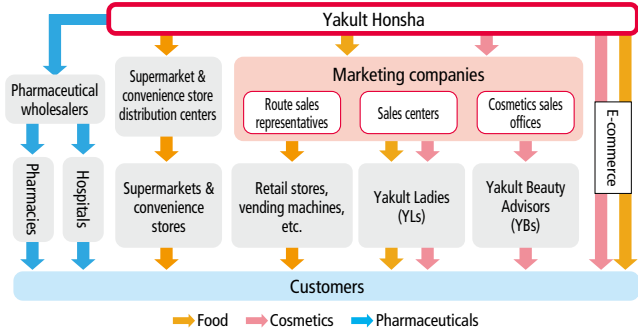 Yakult Honsha
Pharmaceutical
wholesalers
Supermarket &
convenience store
distribution centers
Marketing companies
Route sales
representatives
Sales centers
Cosmetics sales
offices
E-commerce
Pharmacies
Hospitals
Supermarkets &
convenience
stores
Retail stores,
vending machines,
etc.
Yakult Ladies
(YLs)
Yakult Beauty
Advisors
(YBs)
Customers
Food
Cosmetics
Pharmaceuticals